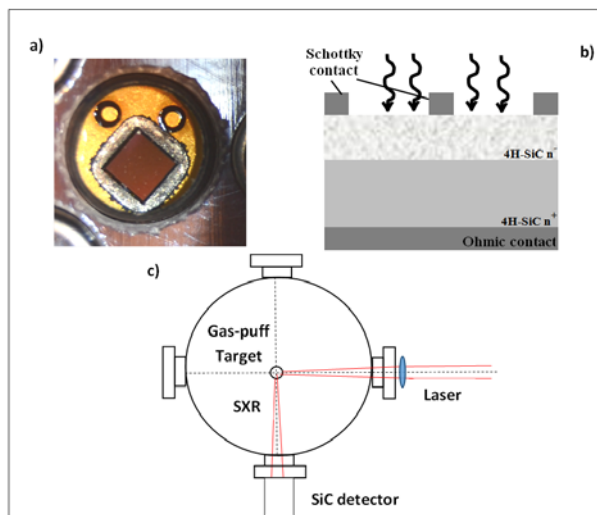 a)
Schottky
contact
b)
4H-SiC n⁻
4H-SiC n⁺
Ohmic contact
c)
Gas-puff
Target
SXR
Laser
SiC detector